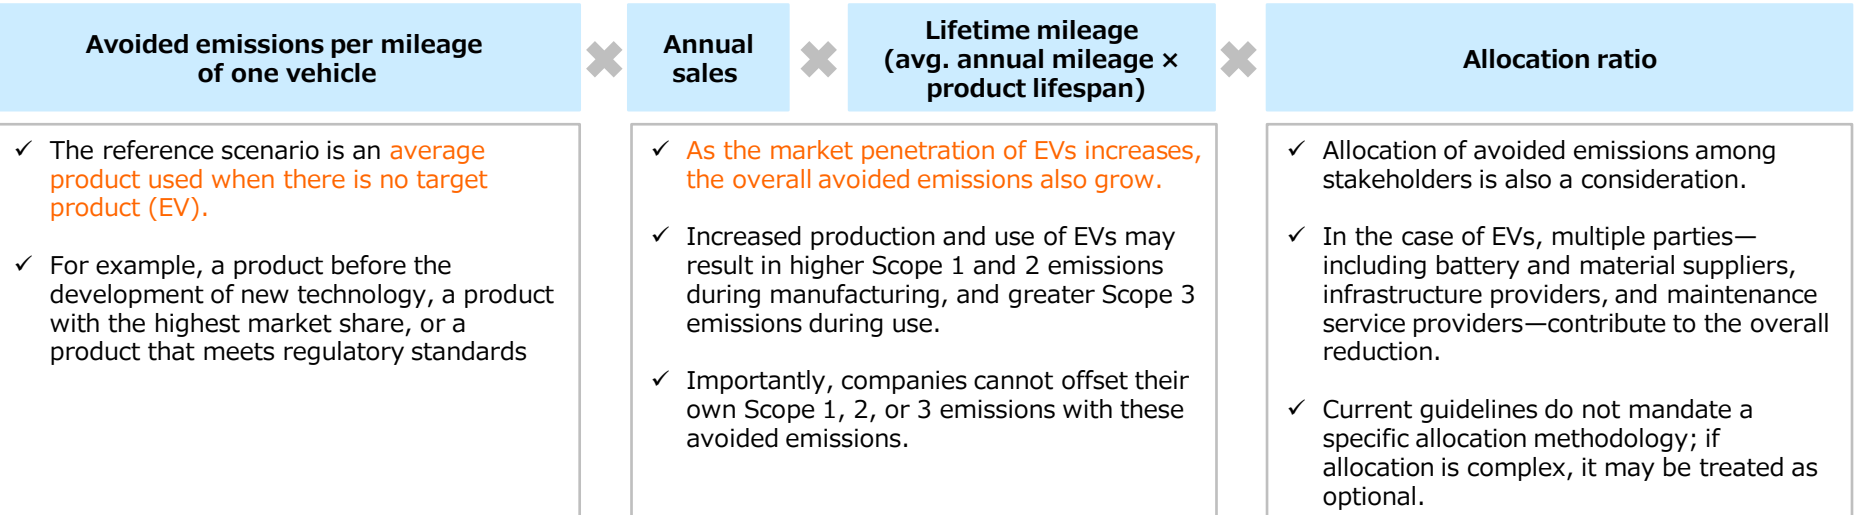 Avoided emissions per mileage
of one vehicle
✖
Annual
sales
✖
Lifetime mileage
(avg. annual mileage ×
product lifespan)
✖
Allocation ratio
✓ The reference scenario is an average
product used when there is no target
product (EV).
✓ For example, a product before the
development of new technology, a product
with the highest market share, or a
product that meets regulatory standards
✓ As the market penetration of EVs increases,
the overall avoided emissions also grow.
✓ Increased production and use of EVs may
result in higher Scope 1 and 2 emissions
during manufacturing, and greater Scope 3
emissions during use.
✓ Importantly, companies cannot offset their
own Scope 1, 2, or 3 emissions with these
avoided emissions.
✓ Allocation of avoided emissions among
stakeholders is also a consideration.
✓ In the case of EVs, multiple parties—
including battery and material suppliers,
infrastructure providers, and maintenance
service providers—contribute to the overall
reduction.
✓ Current guidelines do not mandate a
specific allocation methodology; if
allocation is complex, it may be treated as
optional.